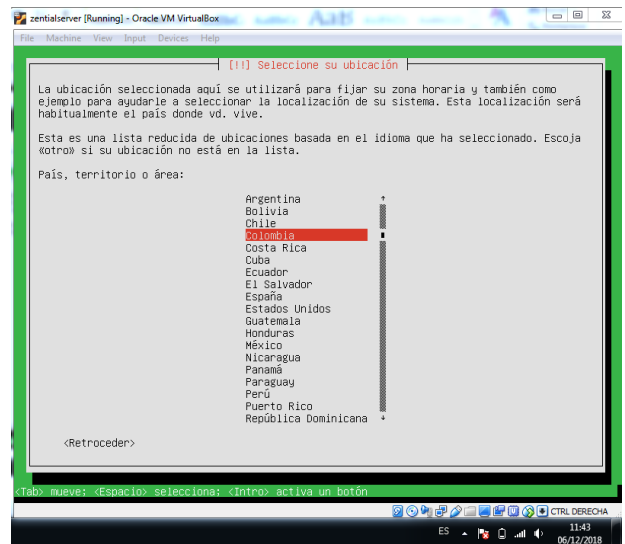 zentialserver [Running] - Oracle VM VirtualBox
File Machine View Input Devices Help
[!!] Seleccione su ubicación
La ubicación seleccionada aquí se utilizará para fijar su zona horaria y también como
ejemplo para ayudarle a seleccionar la localización de su sistema. Esta localización será
habitualmente el país donde vd. vive.
Esta es una lista reducida de ubicaciones basada en el idioma que ha seleccionado. Escoja
«otro» si su ubicación no está en la lista.
País, territorio o área:
Argentina
Bolivia
Chile
Colombia
Costa Rica
Cuba
Ecuador
El Salvador
España
Estados Unidos
Guatemala
Honduras
México
Nicaragua
Panamá
Paraguay
Perú
Puerto Rico
República Dominicana
<Retroceder>
<Tab> mueve; <Espacio> selecciona; <Intro> activa un botón
CTRL DERECHA
ES 11:43
06/12/2018